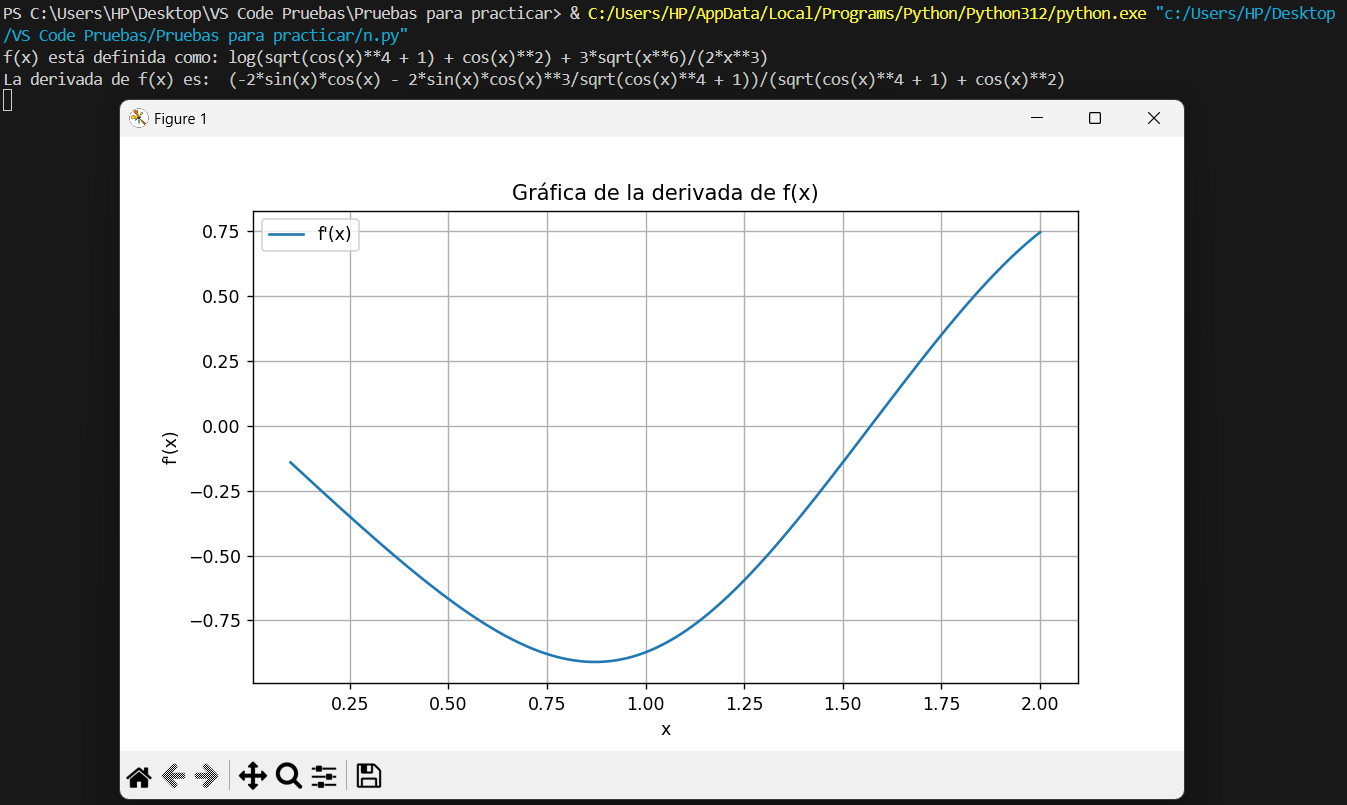 PS C:\Users\HP\Desktop\VS Code Pruebas\Pruebas para practicar> & C:/Users/HP/AppData/Local/Programs/Python/Python312/python.exe "c:/Users/HP/Desktop
/VS Code Pruebas/Pruebas para practicar/n.py"
f(x) está definida como: log(sqrt(cos(x)**4 + 1) + cos(x)**2) + 3*sqrt(x**6)/(2*x**3)
La derivada de f(x) es:  (-2*sin(x)*cos(x) - 2*sin(x)*cos(x)**3/sqrt(cos(x)**4 + 1))/(sqrt(cos(x)**4 + 1) + cos(x)**2)
Figure 1
Gráfica de la derivada de f(x)
f'(x)
0.75
0.50
0.25
0.00
−0.25
−0.50
−0.75
f'(x)
0.25 0.50 0.75 1.00 1.25 1.50 1.75 2.00
x